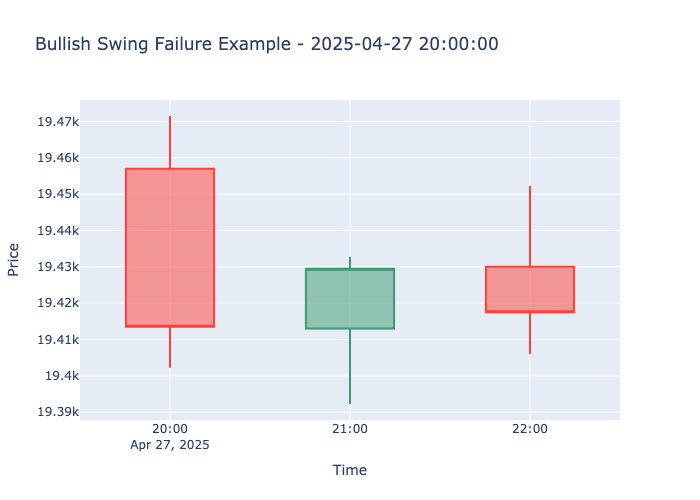 Bullish Swing Failure Example - 2025-04-27 20:00:00
Price
19.47k
19.46k
19.45k
19.44k
19.43k
19.42k
19.41k
19.4k
19.39k
20:00 21:00 22:00
Apr 27, 2025
Time